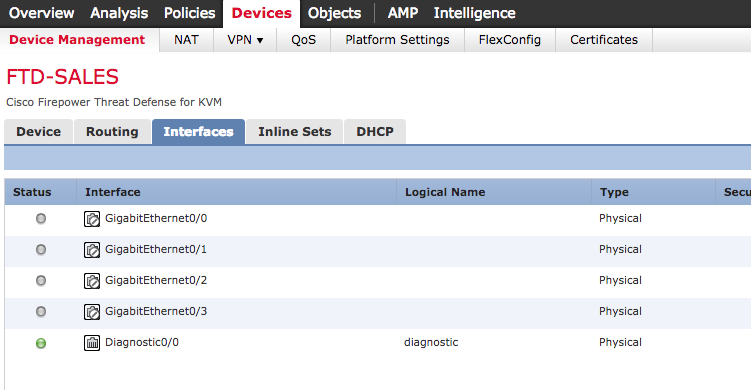 Overview Analysis Policies Devices Objects AMP Intelligence
Device Management NAT VPN ▼ QoS Platform Settings FlexConfig Certificates
FTD-SALES
Cisco Firepower Threat Defense for KVM
Device Routing Interfaces Inline Sets DHCP
Status Interface Logical Name Type Secu
GigabitEthernet0/0 Physical
GigabitEthernet0/1 Physical
GigabitEthernet0/2 Physical
GigabitEthernet0/3 Physical
Diagnostic0/0 diagnostic Physical